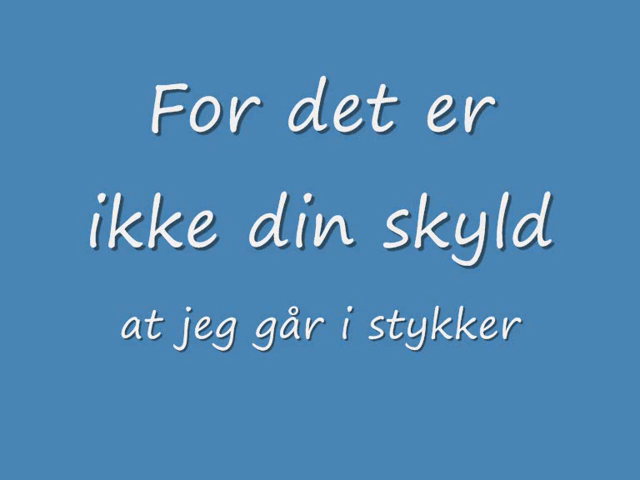 For det er
ikke din skyld
at jeg går i stykker